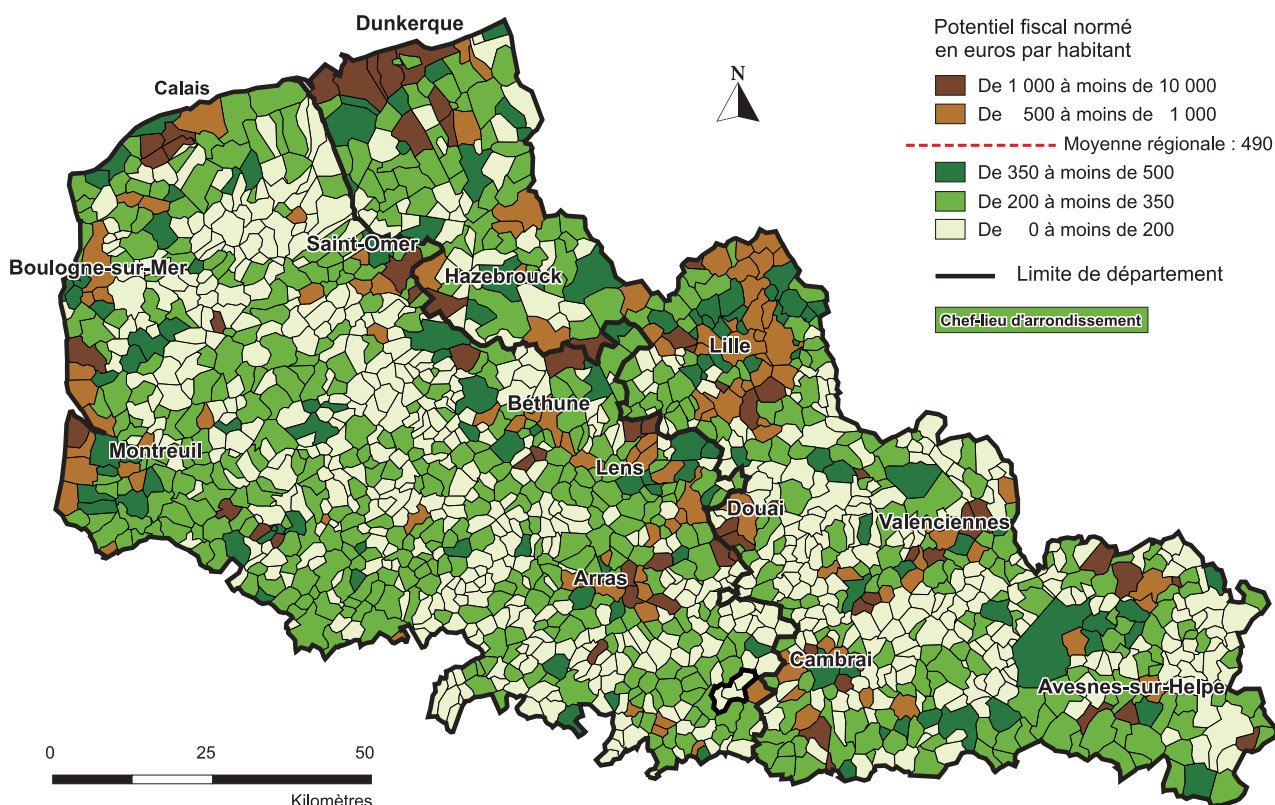 Dunkerque
Calais
Saint-Omer
Boulogne-sur-Mer
Hazebrouck
Lille
Béthune
Montreuil
Lens
Douai
Valenciennes
Arras
Cambrai
Avesnes-sur-Helpe
N
Potentiel fiscal normé
en euros par habitant
De 1 000 à moins de 10 000
De 500 à moins de 1 000
Moyenne régionale : 490
De 350 à moins de 500
De 200 à moins de 350
De 0 à moins de 200
Limite de département
Chef-lieu d'arrondissement
0 25 50
Kilomètres